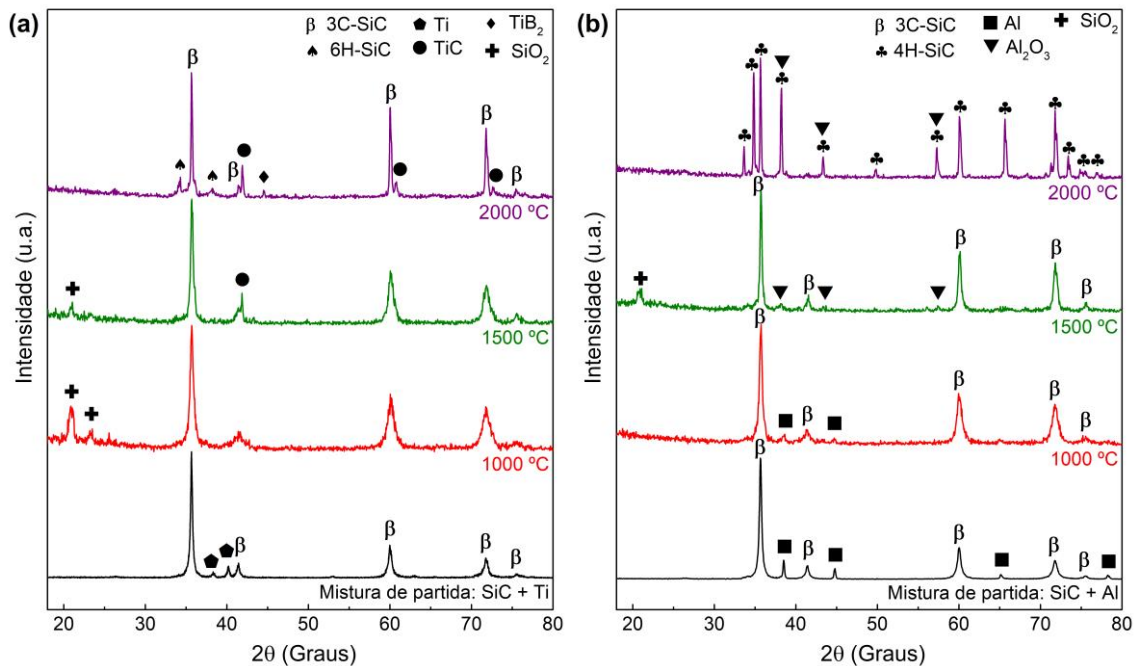 (a) β 3C-SiC ⬟ Ti ♦ TiB₂
♠ 6H-SiC ● TiC ✚ SiO₂
β
β
β
β
β
2000 ºC
1500 ºC
1000 ºC
β
β
β
β
Mistura de partida: SiC + Ti
Intensidade (u.a.)
20 30 40 50 60 70 80
2θ (Graus)
(b) β 3C-SiC ■ Al ✚ SiO₂
♣ 4H-SiC ▼ Al₂O₃
2000 ºC
β
β
β
β
β
1500 ºC
β
β
β
β
β
1000 ºC
β
β
β
β
β
Mistura de partida: SiC + Al
Intensidade (u.a.)
20 30 40 50 60 70 80
2θ (Graus)